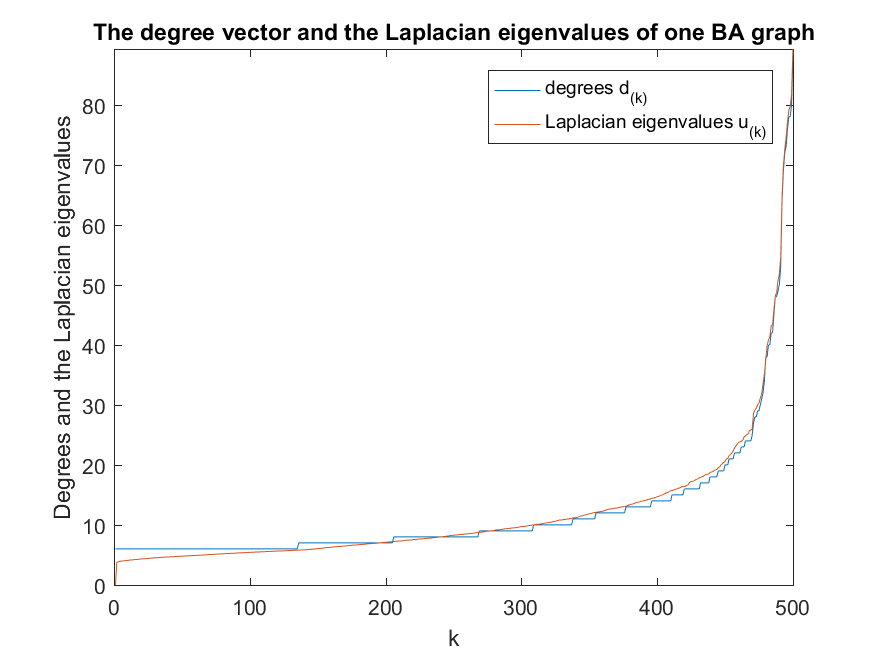 The degree vector and the Laplacian eigenvalues of one BA graph
degrees d(k)
Laplacian eigenvalues u(k)
Degrees and the Laplacian eigenvalues
80
70
60
50
40
30
20
10
0
0 100 200 300 400 500
k